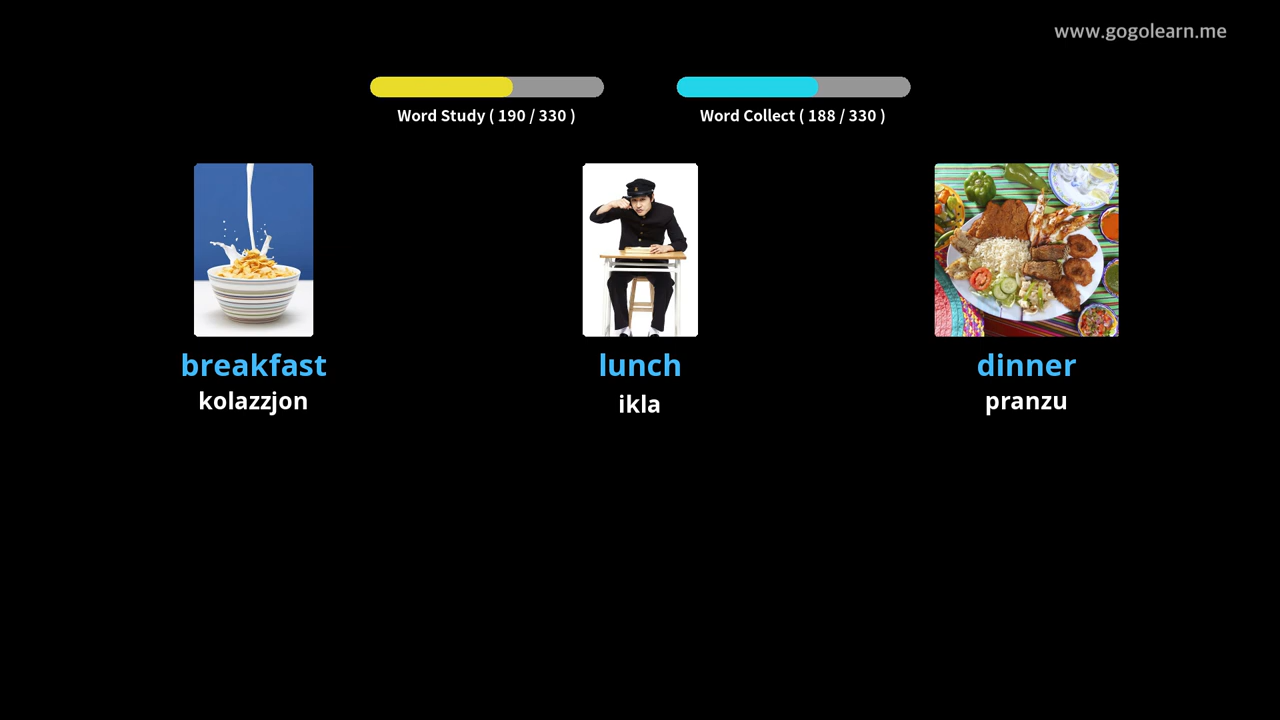 www.gogolearn.me
Word Study ( 190 / 330 )
Word Collect ( 188 / 330 )
breakfast
kolazzjon
lunch
ikla
dinner
pranzu